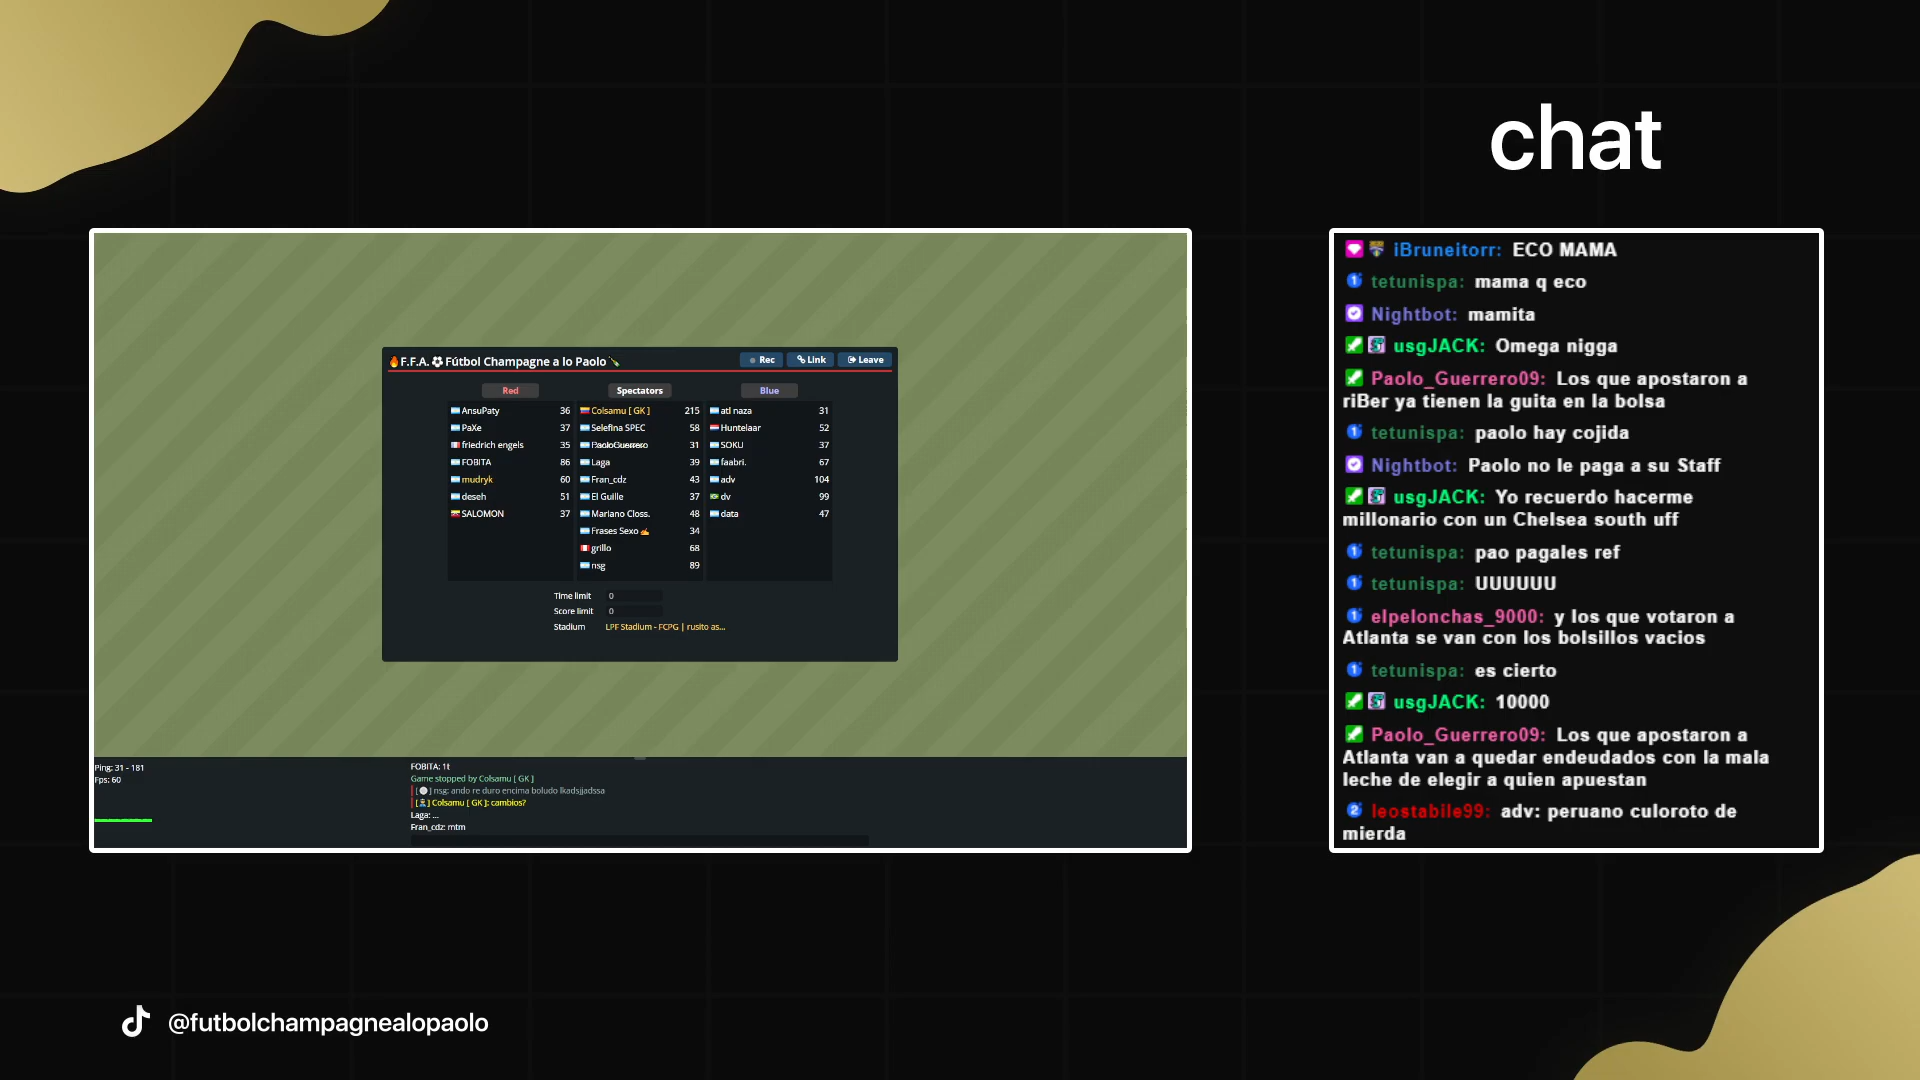 chat
🔥F.F.A.⚽Fútbol Champagne a lo Paolo🍾
Rec
Link
Leave
Red
Spectators
Blue
AnsuPaty 36
PaXe 37
friedrich engels 35
FOBITA 86
mudryk 60
deseh 51
SALOMON 37
Colsamu [ GK ] 215
Selefina SPEC 58
PaoloGuerrero 31
Laga 39
Fran_cdz 43
El Guille 37
Mariano Closs. 48
Frases Sexo✍ 34
grillo 68
nsg 89
atl naza 31
Huntelaar 52
SOKU 37
faabri. 67
adv 104
dv 99
data 47
Time limit 0
Score limit 0
Stadium LPF Stadium - FCPG | rusito as...
Ping: 31 - 181
Fps: 60
FOBITA: 1t
Game stopped by Colsamu [ GK ]
[⚪] nsg: ando re duro encima boludo lkadsjjadssa
[👮] Colsamu [ GK ]: cambios?
Laga: ...
Fran_cdz: mtm
iBruneitorr: ECO MAMA
tetunispa: mama q eco
Nightbot: mamita
usgJACK: Omega nigga
Paolo_Guerrero09: Los que apostaron a
riBer ya tienen la guita en la bolsa
tetunispa: paolo hay cojida
Nightbot: Paolo no le paga a su Staff
usgJACK: Yo recuerdo hacerme
millonario con un Chelsea south uff
tetunispa: pao pagales ref
tetunispa: UUUUUU
elpelonchas_9000: y los que votaron a
Atlanta se van con los bolsillos vacios
tetunispa: es cierto
usgJACK: 10000
Paolo_Guerrero09: Los que apostaron a
Atlanta van a quedar endeudados con la mala
leche de elegir a quien apuestan
leostabile99: adv: peruano culoroto de
mierda
@futbolchampagnealopaolo